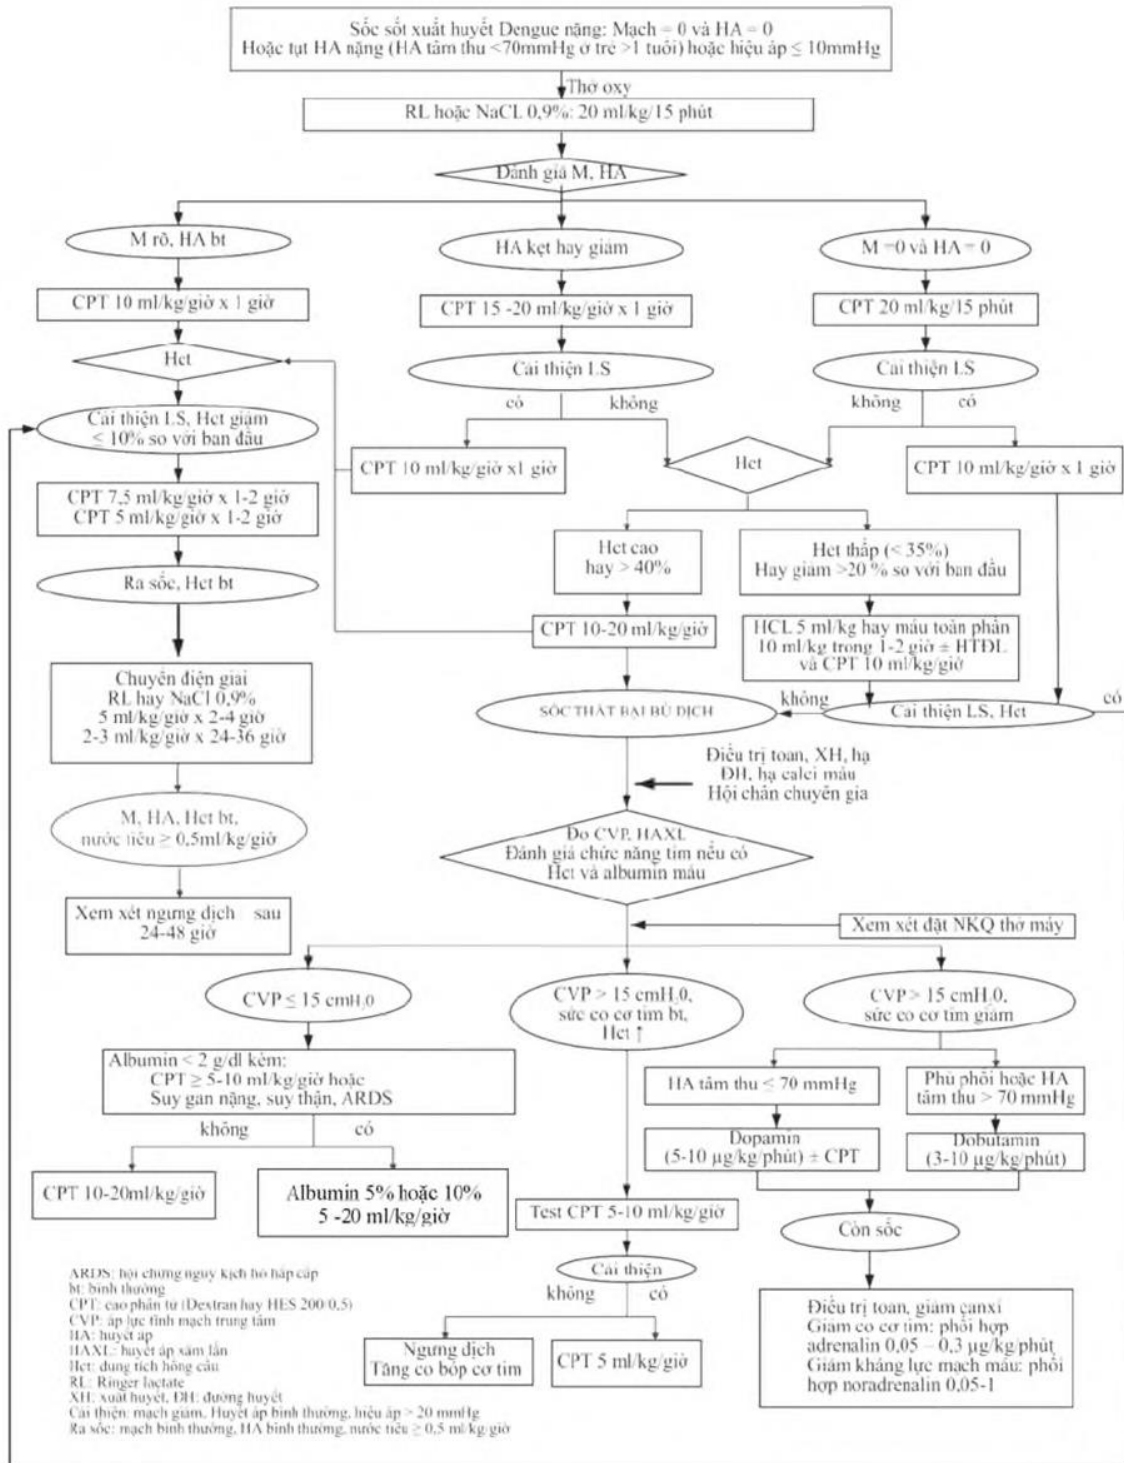 Sốc sốt xuất huyết Dengue nặng: Mạch = 0 và HA = 0
Hoặc tụt HA nặng (HA tâm thu <70mmHg ở trẻ >1 tuổi) hoặc hiệu áp ≤ 10mmHg
Thở oxy
RL hoặc NaCL 0,9%: 20 ml/kg/15 phút
Đánh giá M, HA
M rõ, HA bt
HA kẹt hay giảm
M =0 và HA = 0
CPT 10 ml/kg/giờ x 1 giờ
CPT 15 -20 ml/kg/giờ x 1 giờ
CPT 20 ml/kg/15 phút
Hct
Cải thiện LS
Cải thiện LS
có
không
không
có
Cải thiện LS, Hct giảm
≤ 10% so với ban đầu
CPT 10 ml/kg/giờ x1 giờ
Hct
CPT 10 ml/kg/giờ x 1 giờ
CPT 7,5 ml/kg/giờ x 1-2 giờ
CPT 5 ml/kg/giờ x 1-2 giờ
Hct cao
hay > 40%
Hct thấp (< 35%)
Hay giảm >20 % so với ban đầu
Ra sốc, Hct bt
CPT 10-20 ml/kg/giờ
HCL 5 ml/kg hay máu toàn phần
10 ml/kg trong 1-2 giờ ± HTĐL
và CPT 10 ml/kg/giờ
Chuyển điện giải
RL hay NaCl 0,9%
5 ml/kg/giờ x 2-4 giờ
2-3 ml/kg/giờ x 24-36 giờ
SỐC THẤT BẠI BÙ DỊCH
không
Cải thiện LS, Hct
có
Điều trị toan, XH, hạ
ĐH, hạ calci máu
Hội chẩn chuyên gia
M, HA, Hct bt,
nước tiểu ≥ 0,5ml/kg/giờ
Đo CVP, HAXL
Đánh giá chức năng tim nếu có
Hct và albumin máu
Xem xét ngưng dịch sau
24-48 giờ
Xem xét đặt NKQ thở máy
CVP ≤ 15 cmH₂0
CVP > 15 cmH₂0,
sức co cơ tim bt,
Hct ↑
CVP > 15 cmH₂0,
sức co cơ tim giảm
Albumin < 2 g/dl kèm:
CPT ≥ 5-10 ml/kg/giờ hoặc
Suy gan nặng, suy thận, ARDS
HA tâm thu ≤ 70 mmHg
Phù phổi hoặc HA
tâm thu > 70 mmHg
không
có
Dopamin
(5-10 µg/kg/phút) ± CPT
Dobutamin
(3-10 µg/kg/phút)
CPT 10-20ml/kg/giờ
Albumin 5% hoặc 10%
5 -20 ml/kg/giờ
Test CPT 5-10 ml/kg/giờ
Còn sốc
Cải thiện
không
có
Ngưng dịch
Tăng co bóp cơ tim
CPT 5 ml/kg/giờ
Điều trị toan, giảm canxi
Giảm co cơ tim: phối hợp
adrenalin 0,05 – 0,3 µg/kg/phút
Giảm kháng lực mạch máu: phối
hợp noradrenalin 0,05-1
ARDS: hội chứng nguy kịch hô hấp cấp
bt: bình thường
CPT: cao phân tử (Dextran hay HES 200/0,5)
CVP: áp lực tĩnh mạch trung tâm
HA: huyết áp
HAXL: huyết áp xâm lấn
Hct: dung tích hồng cầu
RL: Ringer lactate
XH: xuất huyết, ĐH: đường huyết
Cải thiện: mạch giảm, Huyết áp bình thường, hiệu áp > 20 mmHg
Ra sốc: mạch bình thường, HA bình thường, nước tiểu ≥ 0,5 ml/kg/giờ